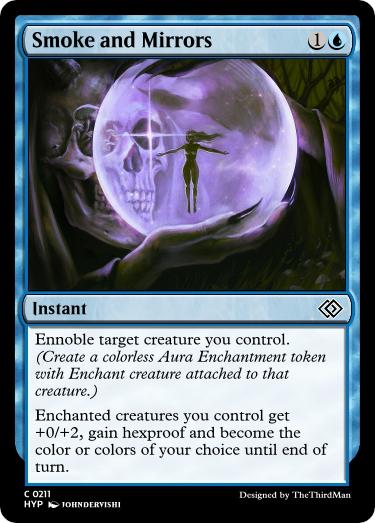 Smoke and Mirrors 1
Instant
Ennoble target creature you control.
(Create a colorless Aura Enchantment token
with Enchant creature attached to that
creature.)
Enchanted creatures you control get
+0/+2, gain hexproof and become the
color or colors of your choice until end of
turn.
C 0211
HYP JOHNDERVISHI
Designed by TheThirdMan